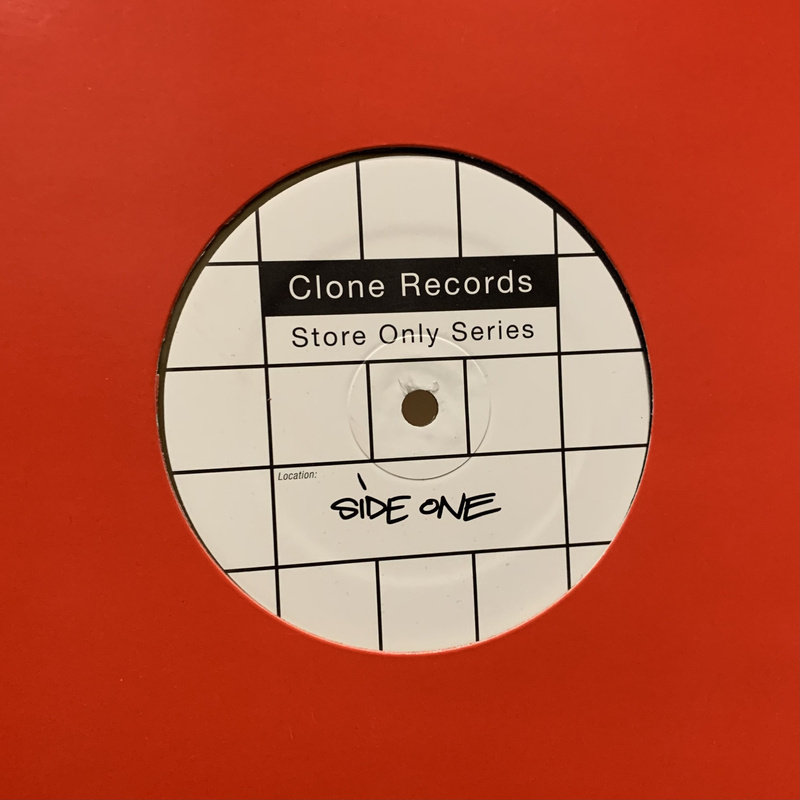 Clone Records
Store Only Series
Location:
SIDE ONE